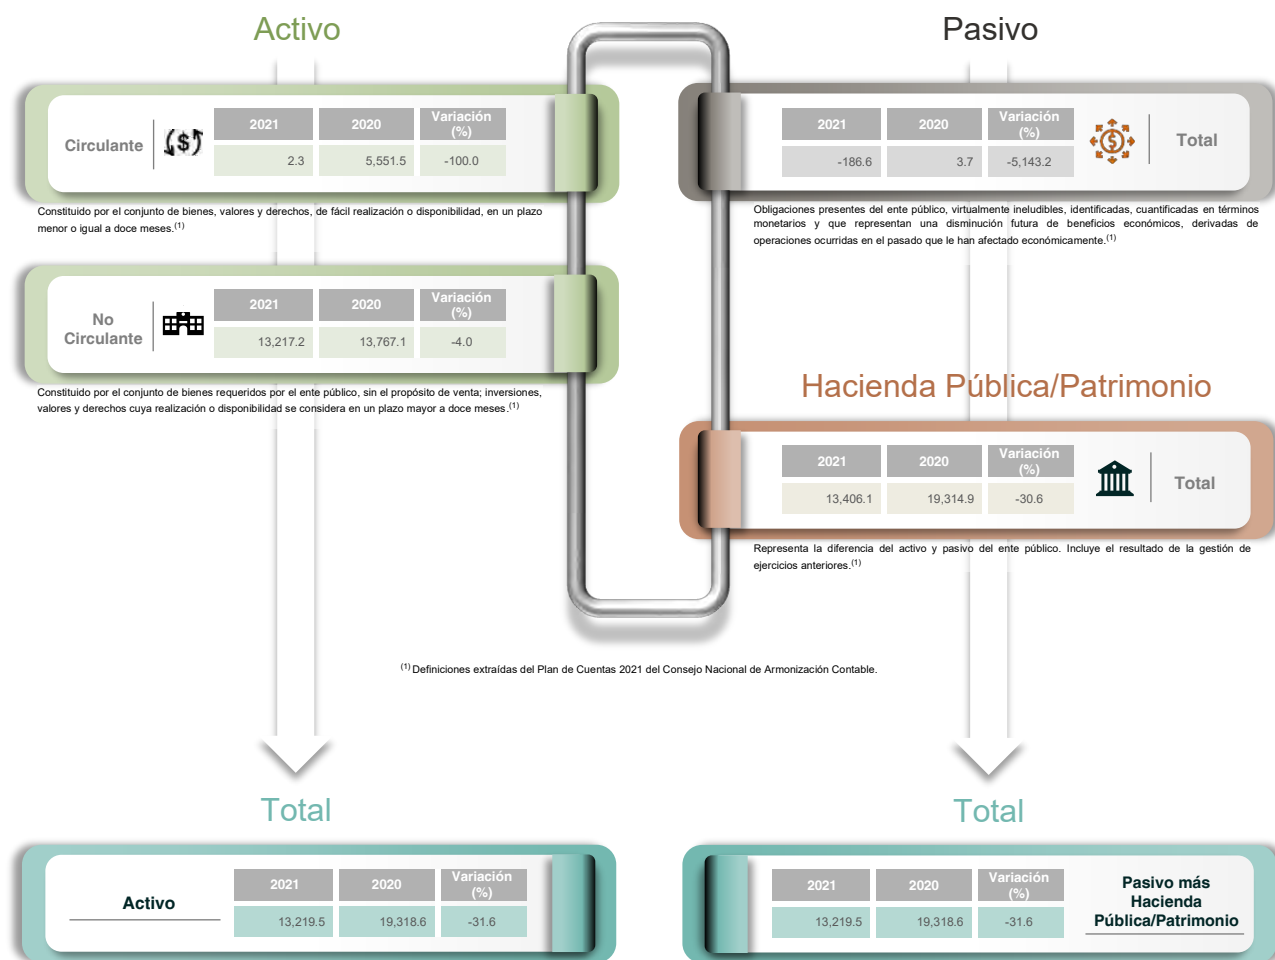 Activo
Circulante
2021 2020 Variación (%)
2.3 5,551.5 -100.0
Constituido por el conjunto de bienes, valores y derechos, de fácil realización o disponibilidad, en un plazo
menor o igual a doce meses.(1)
No
Circulante
2021 2020 Variación (%)
13,217.2 13,767.1 -4.0
Constituido por el conjunto de bienes requeridos por el ente público, sin el propósito de venta; inversiones,
valores y derechos cuya realización o disponibilidad se considera en un plazo mayor a doce meses.(1)
Pasivo
2021 2020 Variación (%)
-186.6 3.7 -5,143.2
Total
Obligaciones presentes del ente público, virtualmente ineludibles, identificadas, cuantificadas en términos
monetarios y que representan una disminución futura de beneficios económicos, derivadas de
operaciones ocurridas en el pasado que le han afectado económicamente.(1)
Hacienda Pública/Patrimonio
2021 2020 Variación (%)
13,406.1 19,314.9 -30.6
Total
Representa la diferencia del activo y pasivo del ente público. Incluye el resultado de la gestión de
ejercicios anteriores.(1)
(1) Definiciones extraídas del Plan de Cuentas 2021 del Consejo Nacional de Armonización Contable.
Total
Activo
2021 2020 Variación (%)
13,219.5 19,318.6 -31.6
Total
2021 2020 Variación (%)
13,219.5 19,318.6 -31.6
Pasivo más
Hacienda
Pública/Patrimonio